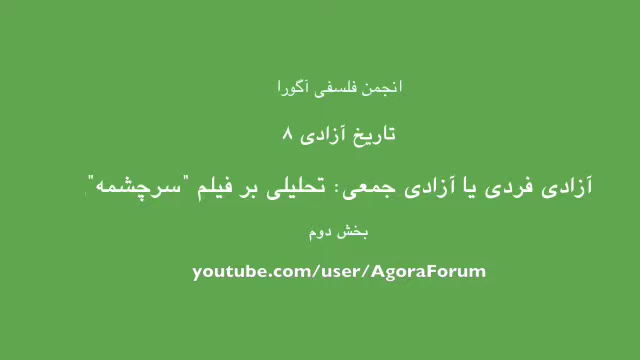 انجمن فلسفی آگورا
تاریخ آزادی ۸
آزادی فردی یا آزادی جمعی: تحلیلی بر فیلم "سرچشمه"
بخش دوم
youtube.com/user/AgoraForum